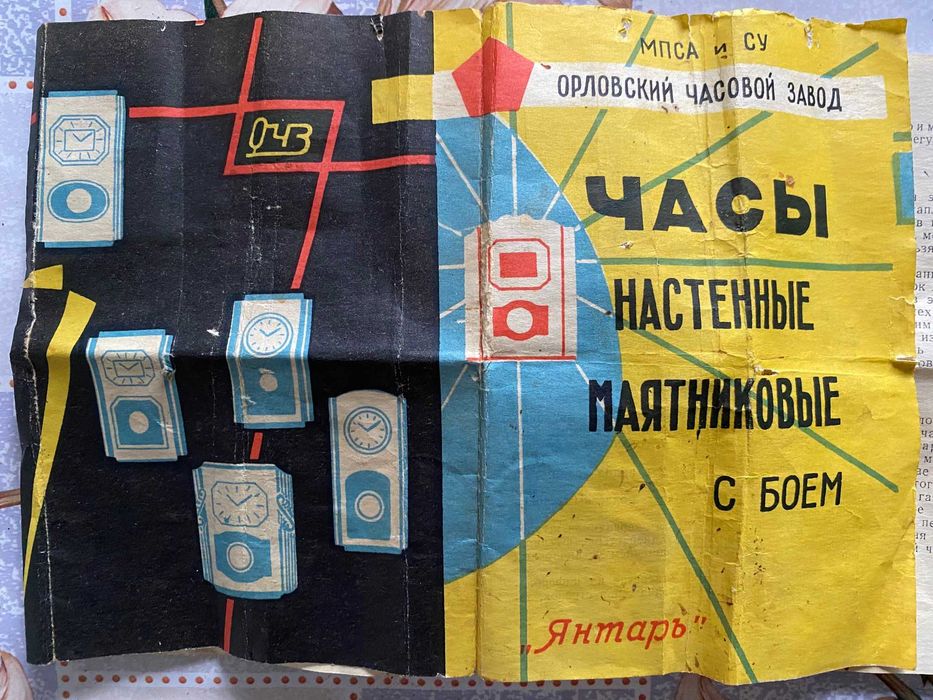 ОЧЗ
МПСА и СУ
ОРЛОВСКИЙ ЧАСОВОЙ ЗАВОД
ЧАСЫ
НАСТЕННЫЕ
МАЯТНИКОВЫЕ
С БОЕМ
„Янтарь"